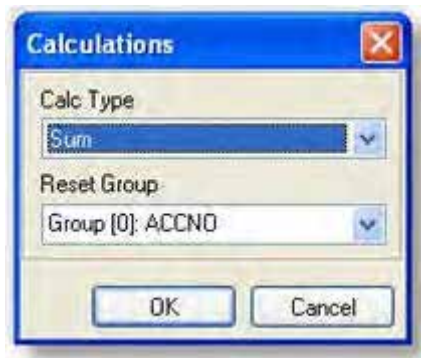 Calculations
Calc Type
Sum
Reset Group
Group [0]: ACCNO
OK Cancel